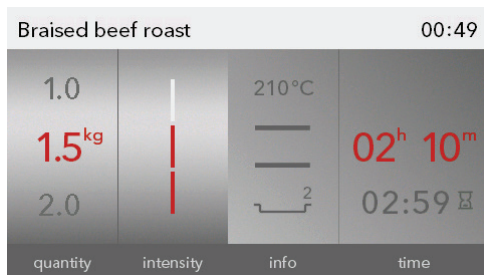 Braised beef roast 00:49
1.0 210°C
1.5kg 02h 10m
2.0 2 02:59
quantity intensity info time